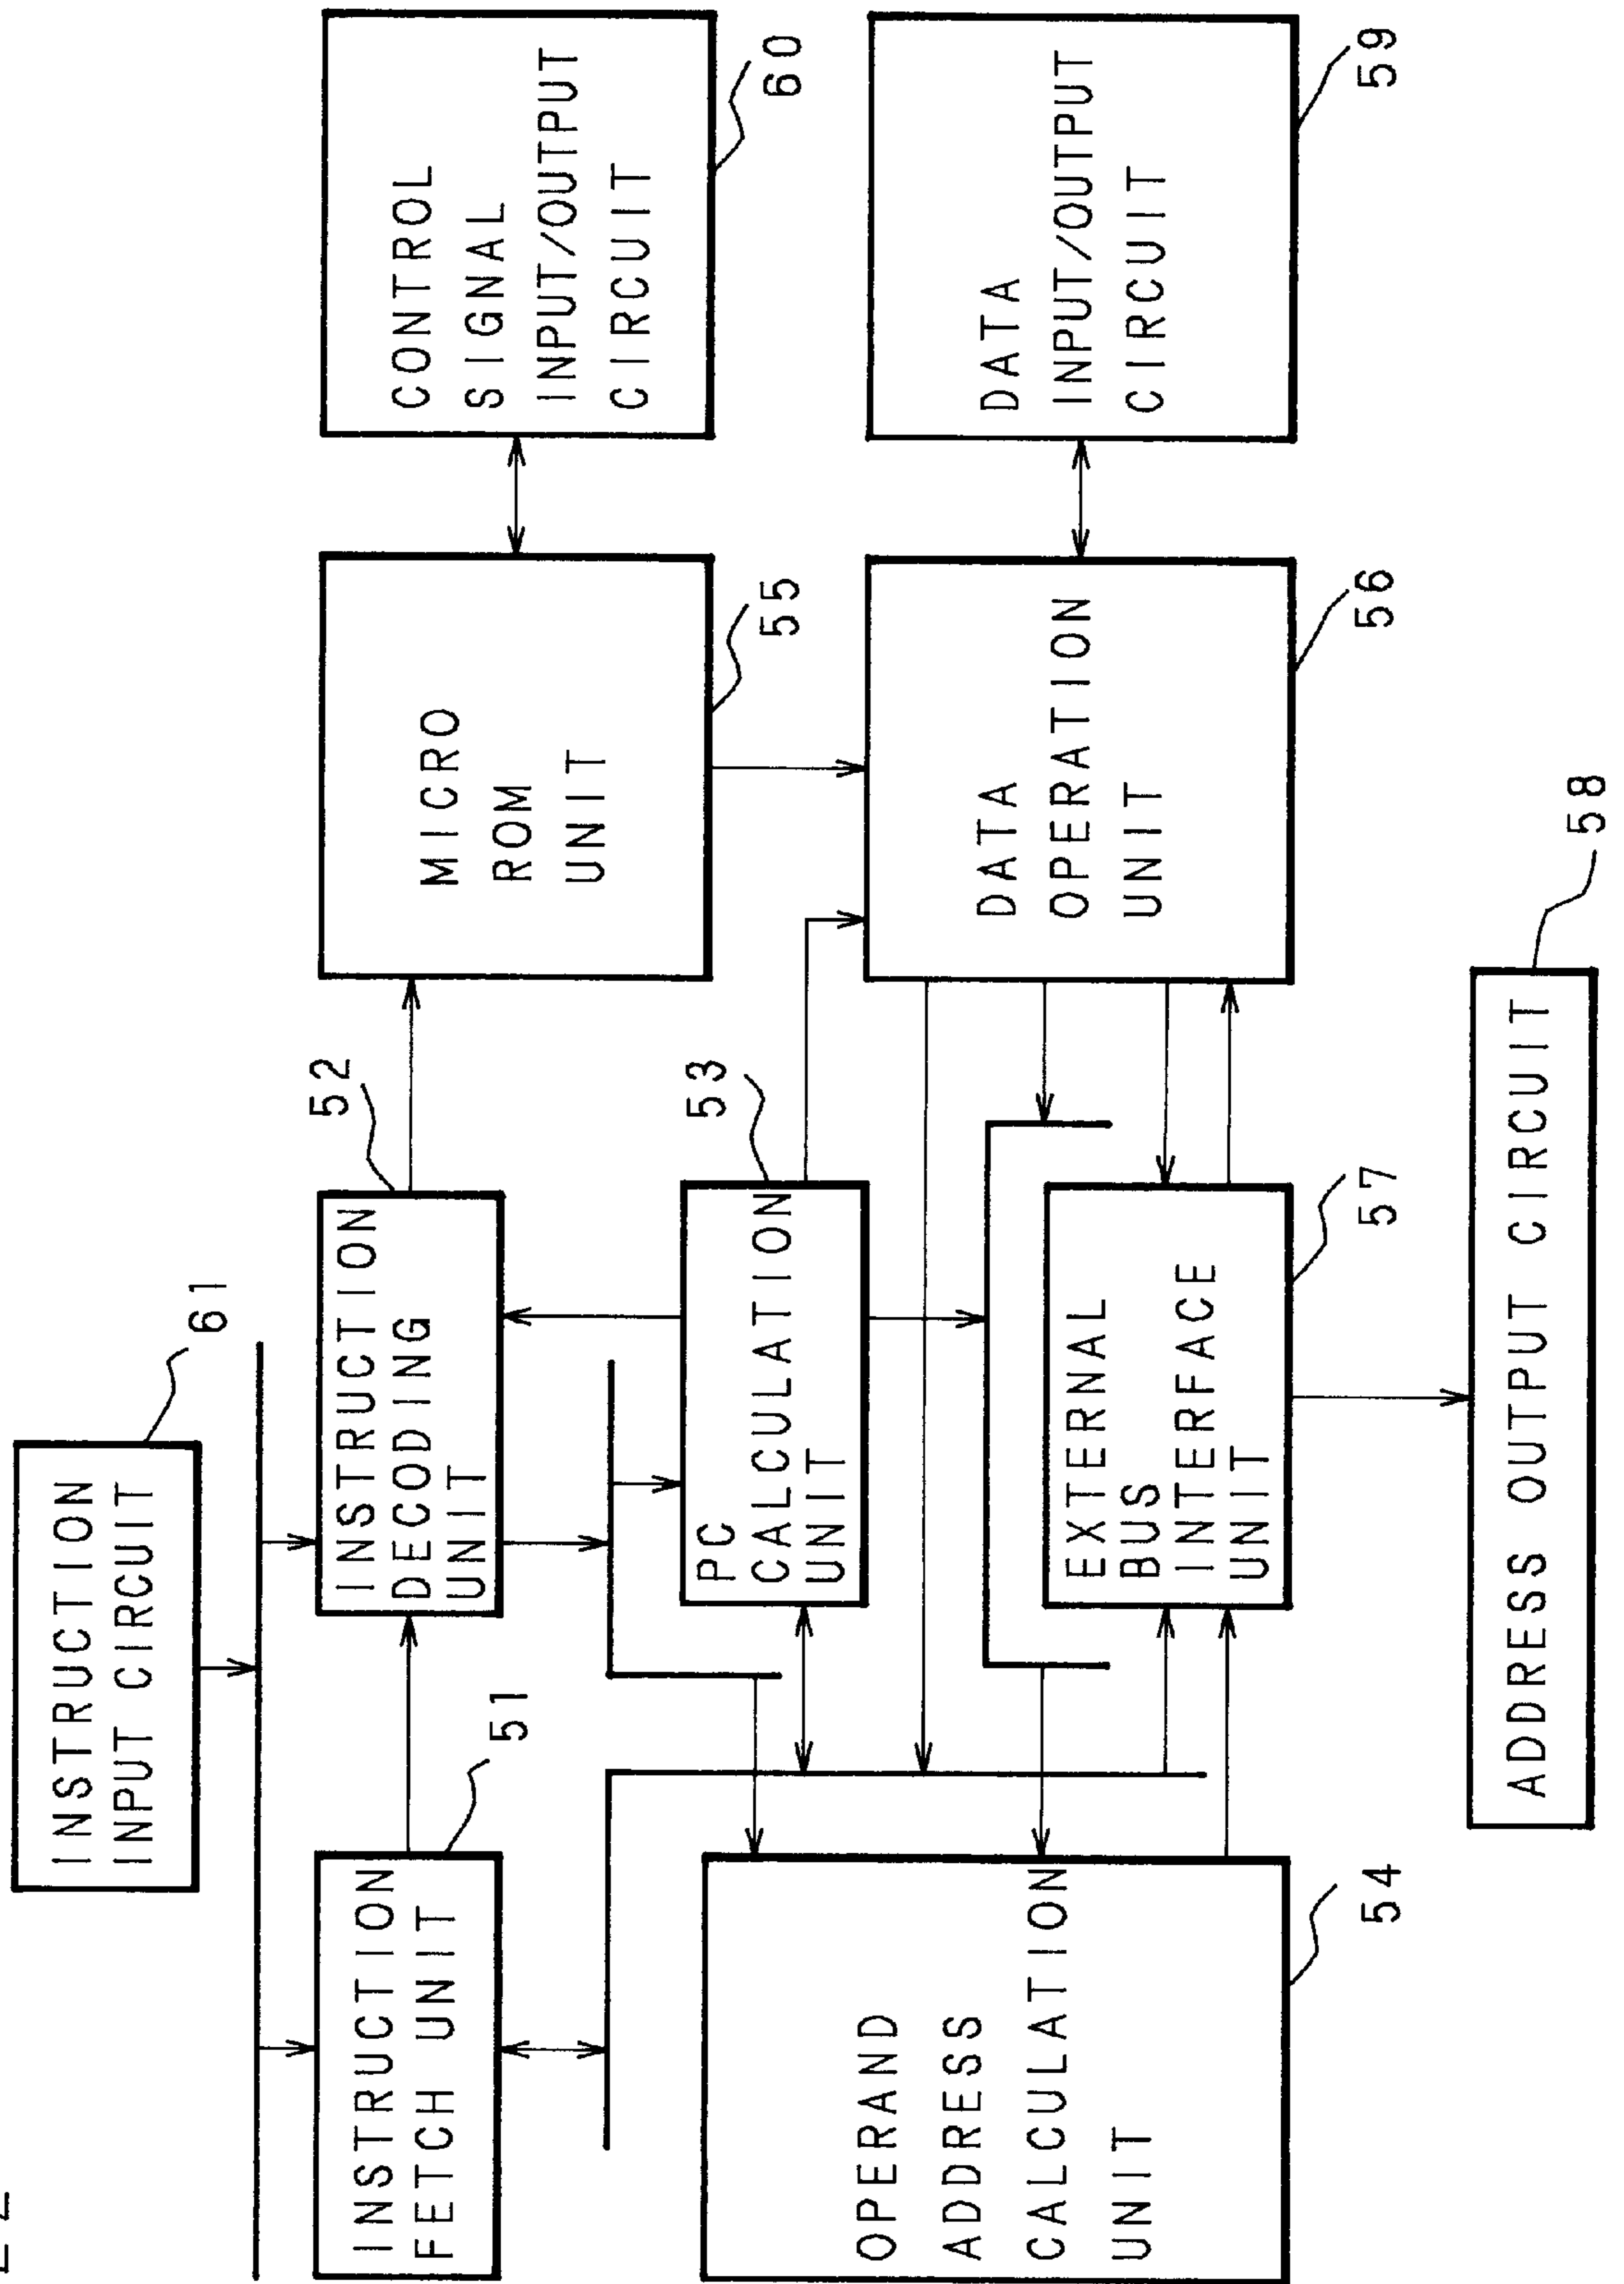 INSTRUCTION
INPUT CIRCUIT
61
INSTRUCTION
FETCH UNIT
51
INSTRUCTION
DECODING
UNIT
52
MICRO
ROM
UNIT
55
CONTROL
SIGNAL
INPUT/OUTPUT
CIRCUIT
60
OPERAND
ADDRESS
CALCULATION
UNIT
54
PC
CALCULATION
UNIT
53
EXTERNAL
BUS
INTERFACE
UNIT
57
DATA
OPERATION
UNIT
56
DATA
INPUT/OUTPUT
CIRCUIT
59
ADDRESS OUTPUT CIRCUIT
58